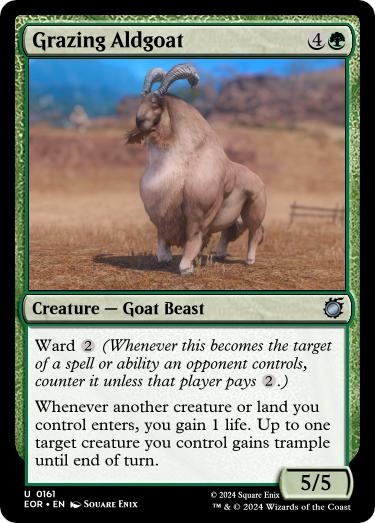 Grazing Aldgoat 4
Creature — Goat Beast
Ward 2 (Whenever this becomes the target
of a spell or ability an opponent controls,
counter it unless that player pays 2.)
Whenever another creature or land you
control enters, you gain 1 life. Up to one
target creature you control gains trample
until end of turn.
5/5
U 0161
EOR • EN SQUARE ENIX
© 2024 Square Enix
™ & © 2024 Wizards of the Coast